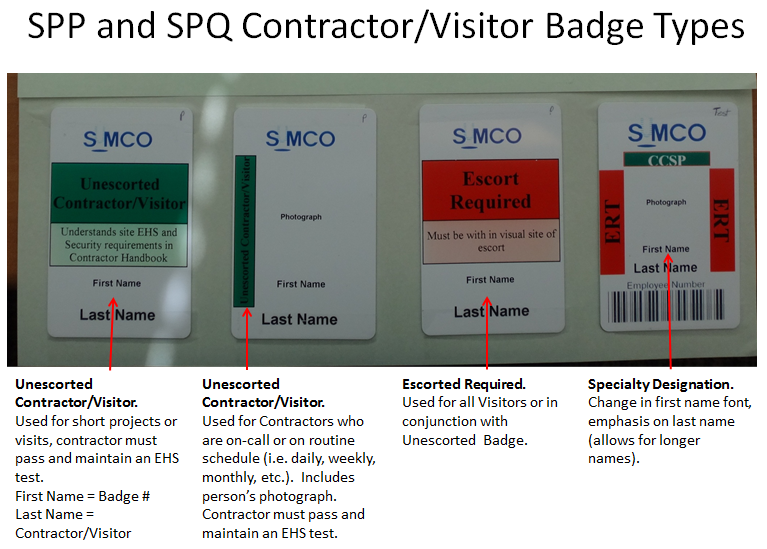 SPP and SPQ Contractor/Visitor Badge Types
P
S_MCO
Unescorted
Contractor/Visitor
Understands site EHS
and Security
requirements in
Contractor Handbook
First Name
Last Name
P
S_MCO
Unescorted Contractor/Visitor
Photograph
First Name
Last Name
P
S_MCO
Escort
Required
Must be with in visual site of
escort
First Name
Last Name
Test
S_MCO
CCSP
ERT
Photograph
ERT
First Name
Last Name
Employee Number
Unescorted
Contractor/Visitor.
Used for short projects or
visits, contractor must
pass and maintain an EHS
test.
First Name = Badge #
Last Name =
Contractor/Visitor
Unescorted
Contractor/Visitor.
Used for Contractors who
are on-call or on routine
schedule (i.e. daily, weekly,
monthly, etc.).  Includes
person’s photograph.
Contractor must pass and
maintain an EHS test.
Escorted Required.
Used for all Visitors or in
conjunction with
Unescorted  Badge.
Specialty Designation.
Change in first name font,
emphasis on last name
(allows for longer
names).